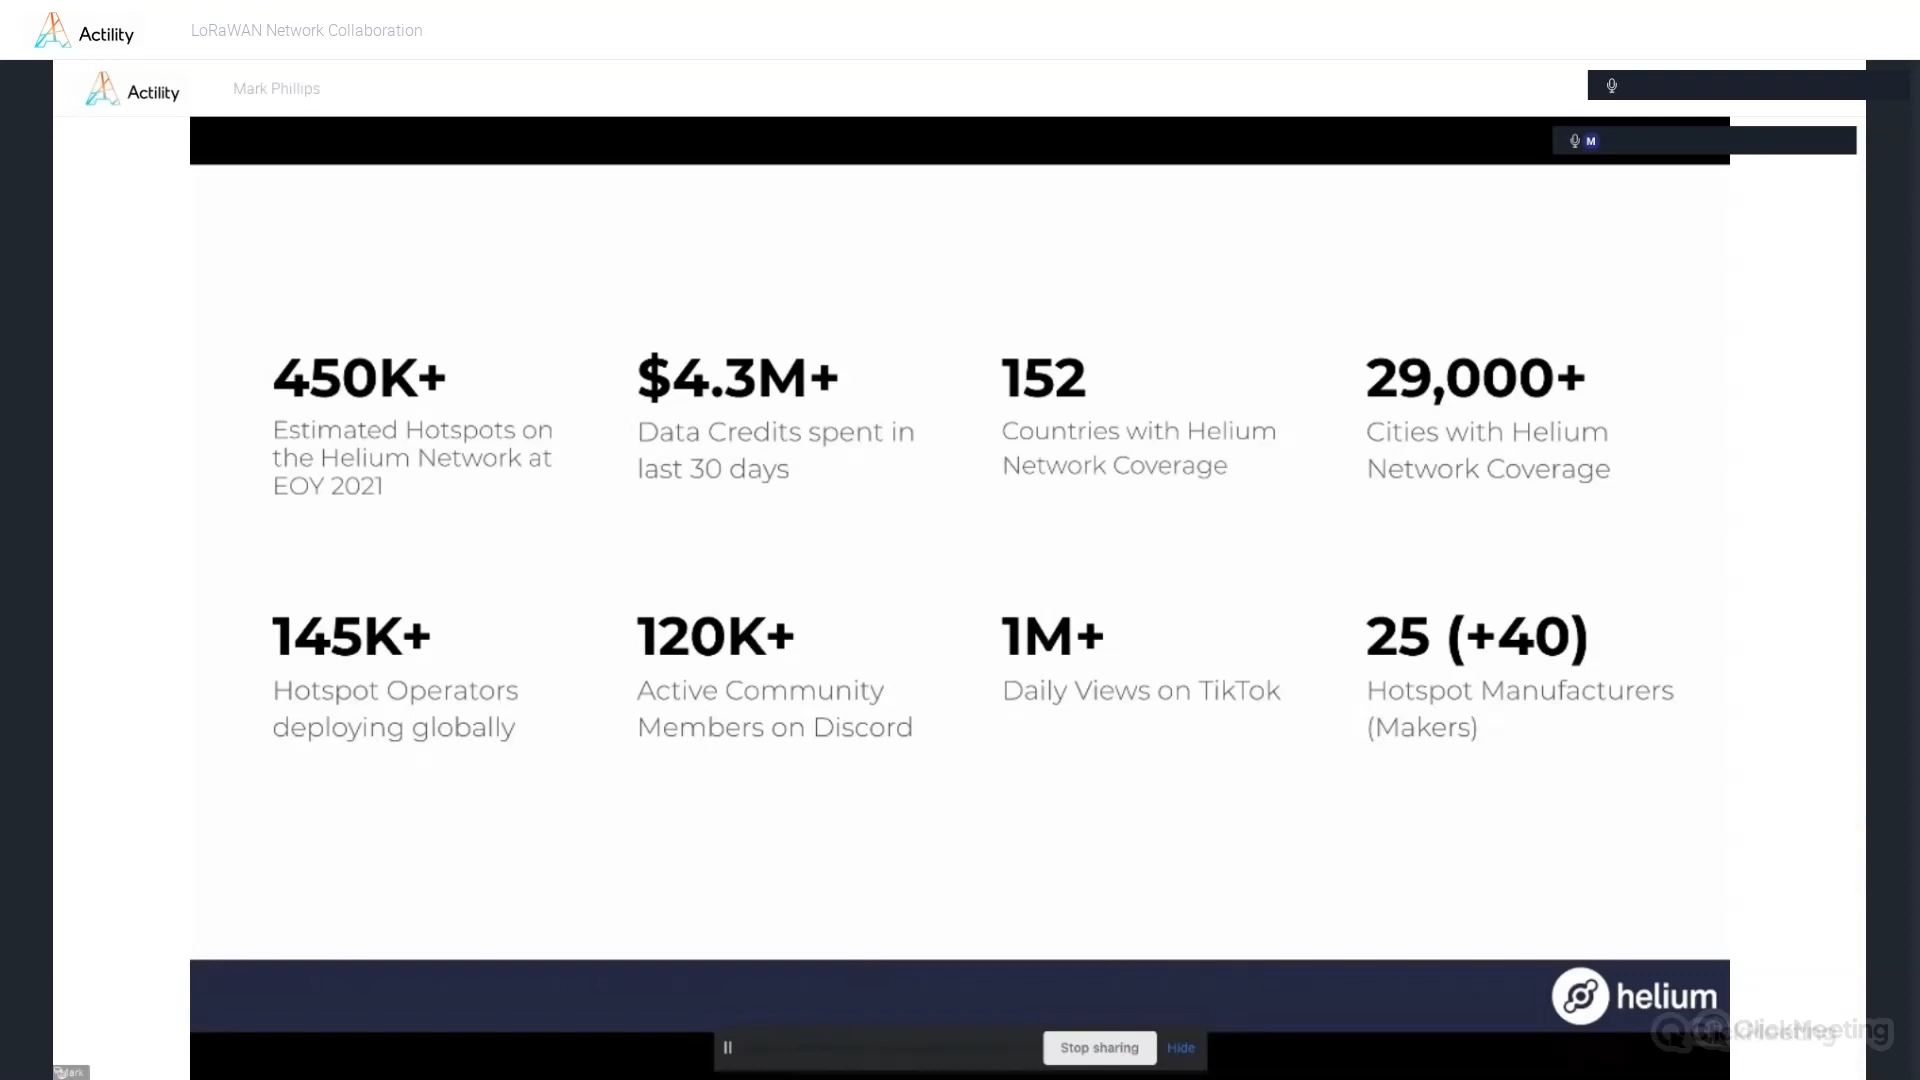 Actility
LoRaWAN Network Collaboration
Actility
Mark Phillips
M
450K+
Estimated Hotspots on
the Helium Network at
EOY 2021
$4.3M+
Data Credits spent in
last 30 days
152
Countries with Helium
Network Coverage
29,000+
Cities with Helium
Network Coverage
145K+
Hotspot Operators
deploying globally
120K+
Active Community
Members on Discord
1M+
Daily Views on TikTok
25 (+40)
Hotspot Manufacturers
(Makers)
helium
ClickMeeting
Stop sharing
Hide
Mark